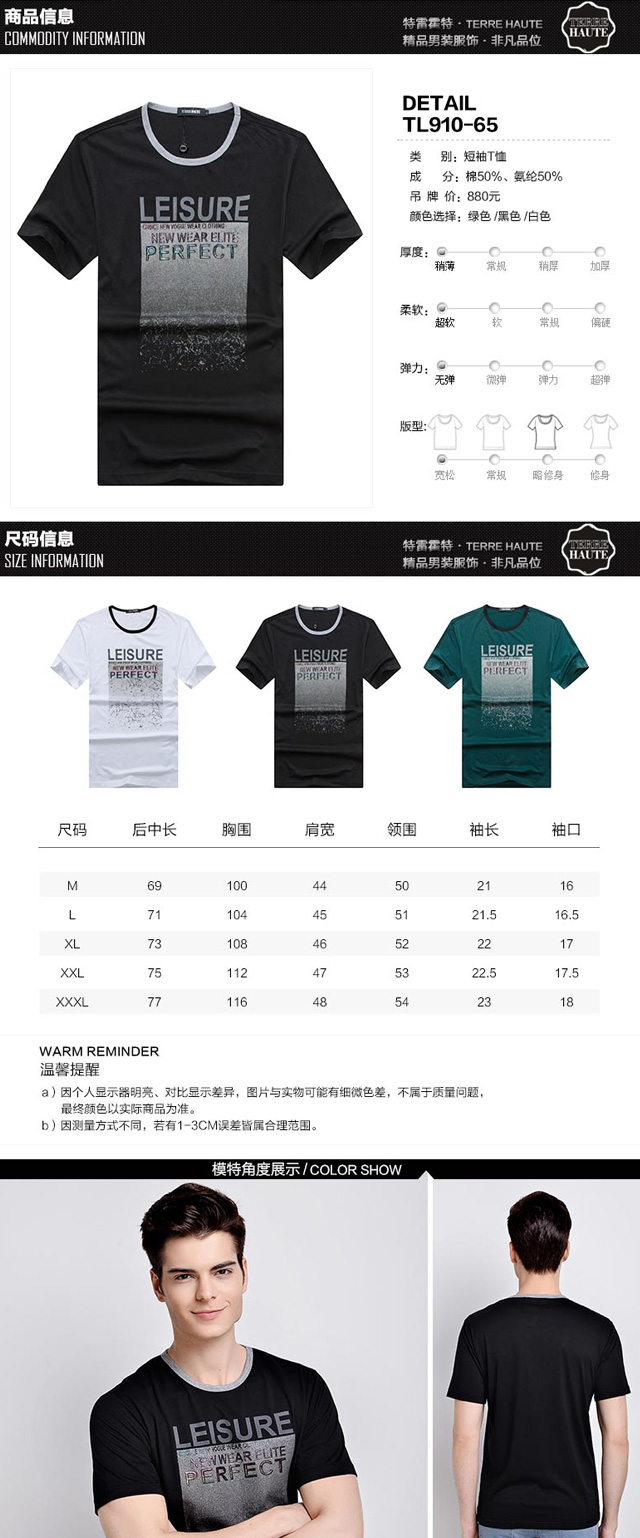 商品信息
COMMODITY INFORMATION
特雷霍特·TERRE HAUTE
精品男装服饰·非凡品位
TERRE
HAUTE
LEISURE
CHOICE NEW VOGUE WEAR CLOTHING
NEW WEAR ELITE
PERFECT
DETAIL
TL910-65
类 别：短袖T恤
成 分：棉50%、氨纶50%
吊 牌 价：880元
颜色选择：绿色 /黑色 /白色
厚度：
稍薄 常规 稍厚 加厚
柔软：
超软 软 常规 偏硬
弹力：
无弹 微弹 弹力 超弹
版型：
宽松 常规 略修身 修身
尺码信息
SIZE INFORMATION
特雷霍特·TERRE HAUTE
精品男装服饰·非凡品位
TERRE
HAUTE
LEISURE
NEW WEAR ELITE
PERFECT
LEISURE
NEW WEAR ELITE
PERFECT
LEISURE
NEW WEAR ELITE
PERFECT
尺码 后中长 胸围 肩宽 领围 袖长 袖口
M 69 100 44 50 21 16
L 71 104 45 51 21.5 16.5
XL 73 108 46 52 22 17
XXL 75 112 47 53 22.5 17.5
XXXL 77 116 48 54 23 18
WARM REMINDER
温馨提醒
a）因个人显示器明亮、对比显示差异，图片与实物可能有细微色差，不属于质量问题，
最终颜色以实际商品为准。
b）因测量方式不同，若有1-3CM误差皆属合理范围。
模特角度展示 / COLOR SHOW
LEISURE
NEW WEAR ELITE
PERFECT